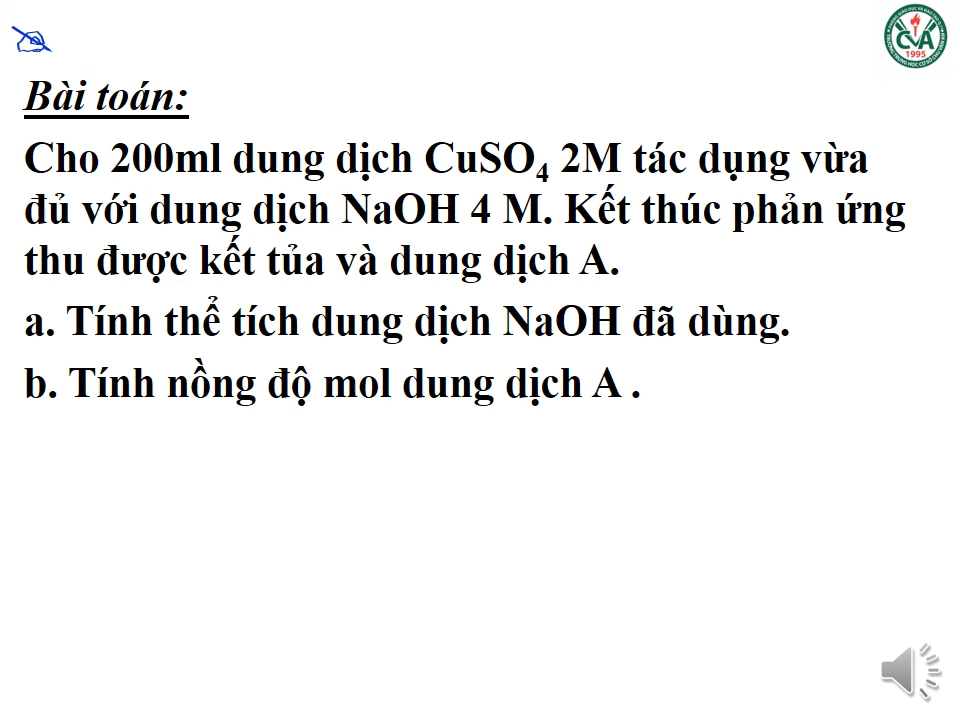 Bài toán:
Cho 200ml dung dịch CuSO₄ 2M tác dụng vừa
đủ với dung dịch NaOH 4 M. Kết thúc phản ứng
thu được kết tủa và dung dịch A.
a. Tính thể tích dung dịch NaOH đã dùng.
b. Tính nồng độ mol dung dịch A .
CVA
1995